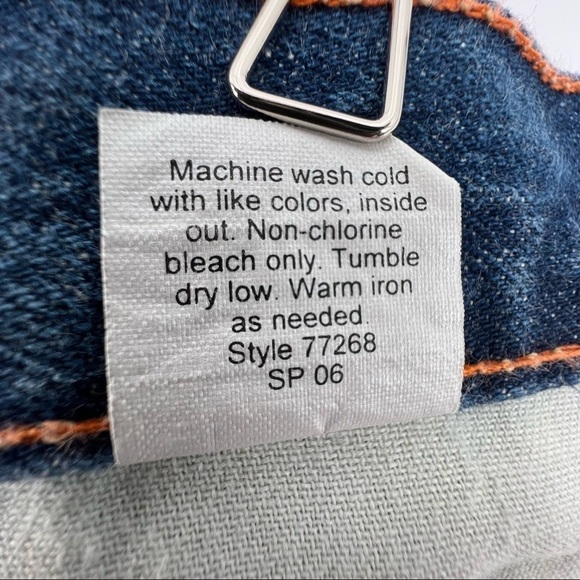 Machine wash cold
with like colors, inside
out. Non-chlorine
bleach only. Tumble
dry low. Warm iron
as needed.
Style 77268
SP 06